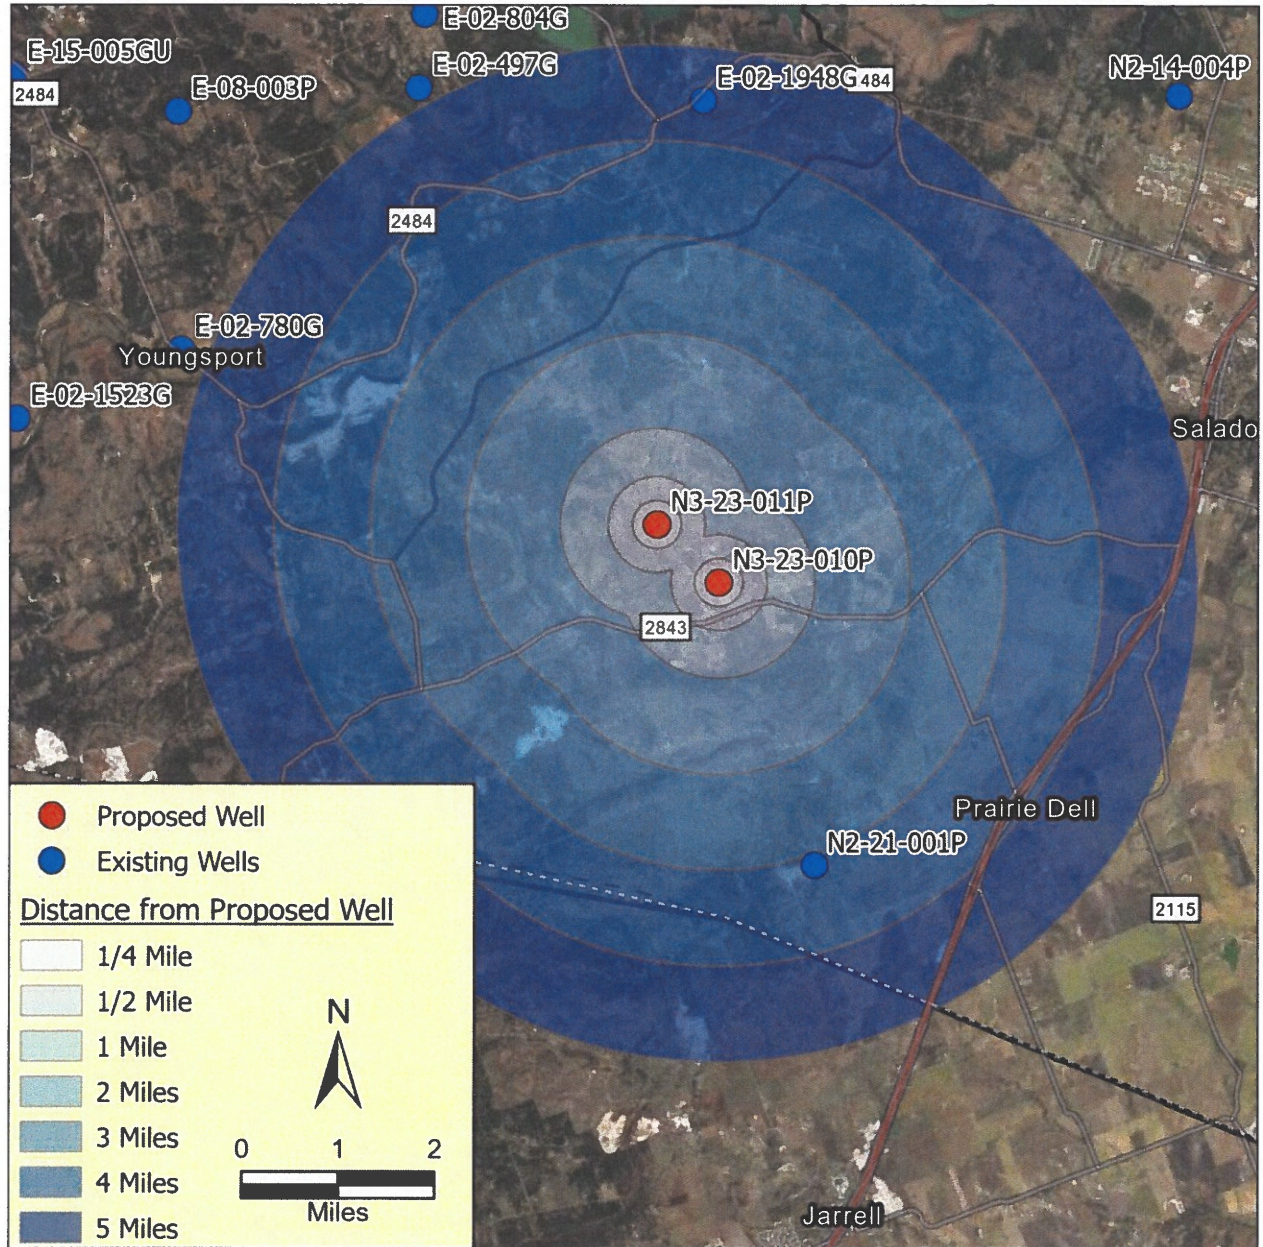 E-02-804G
E-15-005GU
E-02-497G
2484
E-08-003P
E-02-1948G
484
N2-14-004P
2484
E-02-780G
Youngsport
E-02-1523G
Salado
N3-23-011P
N3-23-010P
2843
Prairie Dell
N2-21-001P
2115
Jarrell
Proposed Well
Existing Wells
Distance from Proposed Well
1/4 Mile
1/2 Mile
1 Mile
2 Miles
3 Miles
4 Miles
5 Miles
N
0 1 2
Miles